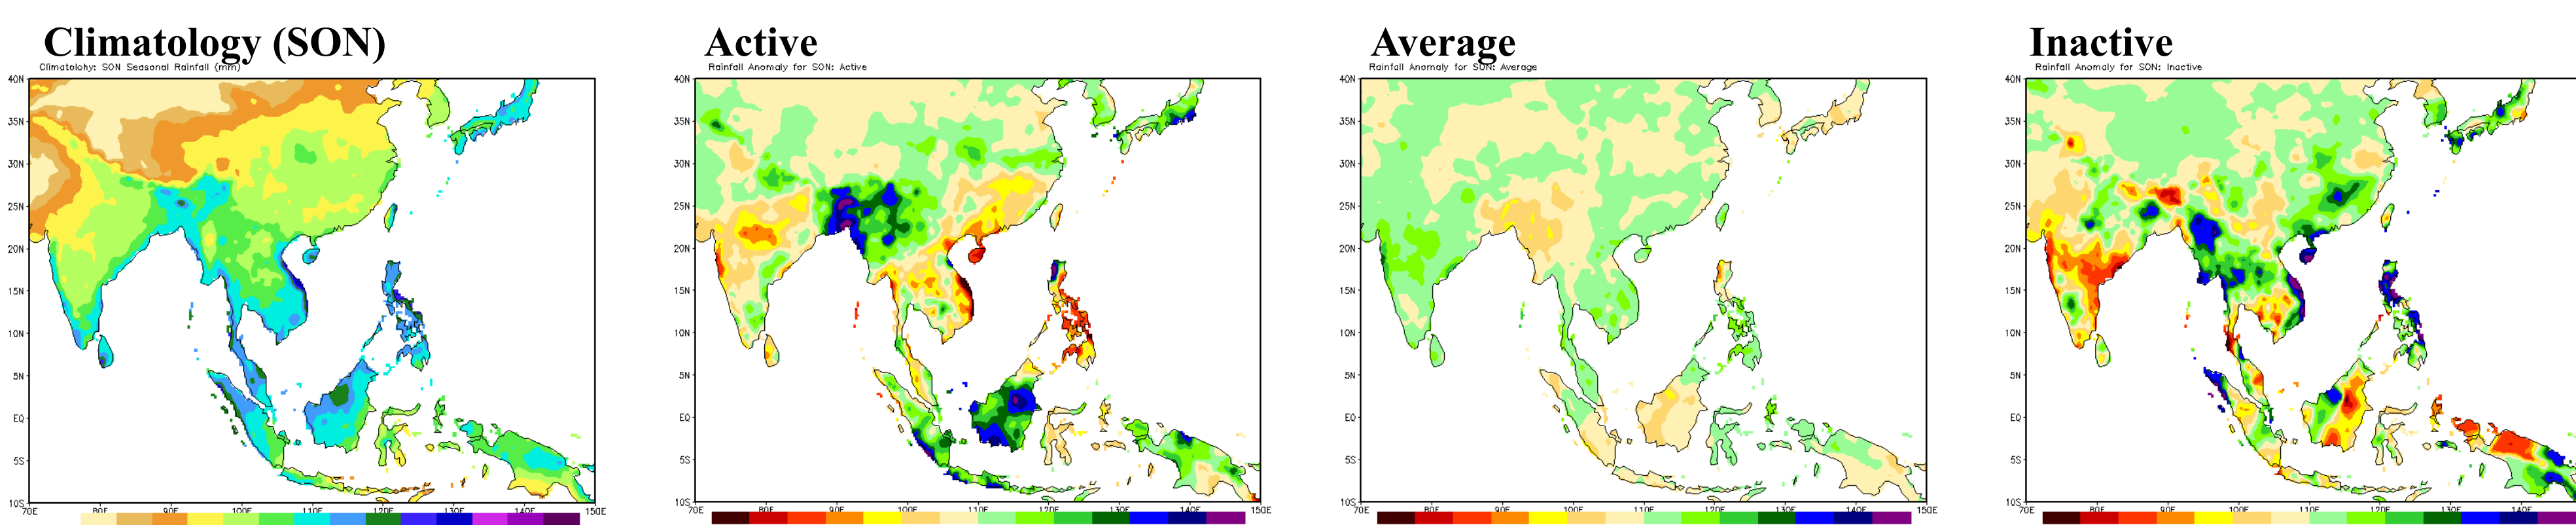 Climatology (SON)
Climatolohy: SON Seasonal Rainfall (mm)
40N
35N
30N
25N
20N
15N
10N
5N
EQ
5S
10S
70E 80E 90E 100E 110E 120E 130E 140E 150E
Active
Rainfall Anomaly for SON: Active
40N
35N
30N
25N
20N
15N
10N
5N
EQ
5S
10S
70E 80E 90E 100E 110E 120E 130E 140E 150E
Average
Rainfall Anomaly for SON: Average
40N
35N
30N
25N
20N
15N
10N
5N
EQ
5S
10S
70E 80E 90E 100E 110E 120E 130E 140E 150E
Inactive
Rainfall Anomaly for SON: Inactive
40N
35N
30N
25N
20N
15N
10N
5N
EQ
5S
10S
70E 80E 90E 100E 110E 120E 130E 140E